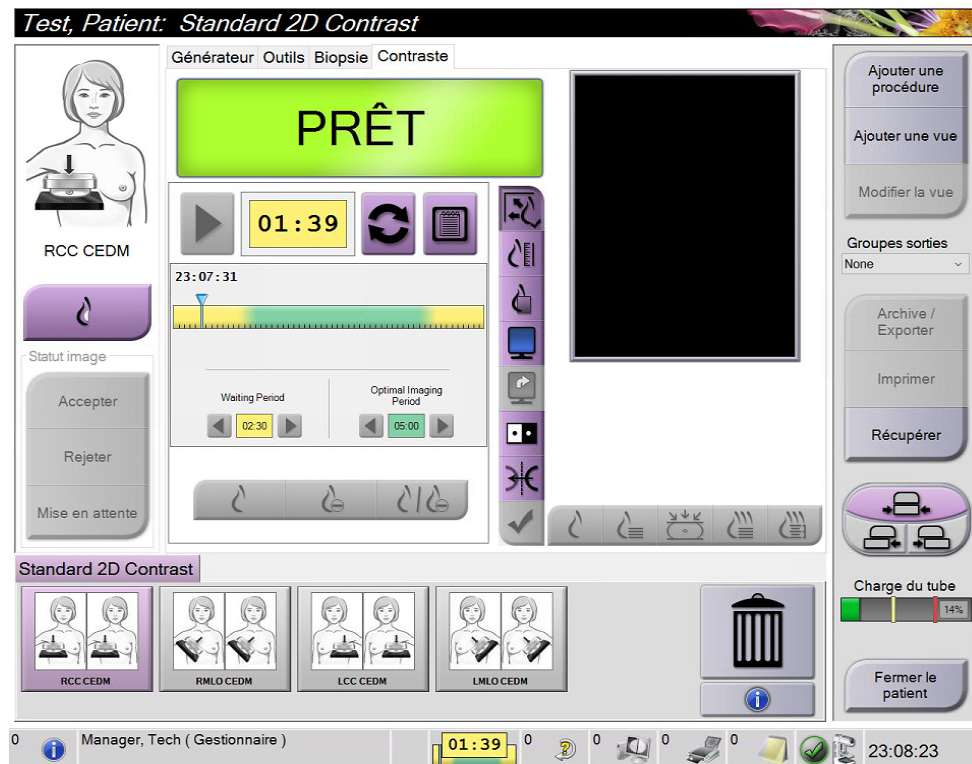 Test, Patient:  Standard 2D Contrast
Générateur Outils Biopsie Contraste
PRÊT
RCC CEDM
01:39
23:07:31
Waiting Period
02:30
Optimal Imaging
Period
05:00
Statut image
Accepter
Rejeter
Mise en attente
Ajouter une
procédure
Ajouter une vue
Modifier la vue
Groupes sorties
None
Archive /
Exporter
Imprimer
Récupérer
Charge du tube
14%
Fermer le
patient
Standard 2D Contrast
RCC CEDM
RMLO CEDM
LCC CEDM
LMLO CEDM
0
Manager, Tech ( Gestionnaire )
01:39
0
0
0
0
23:08:23